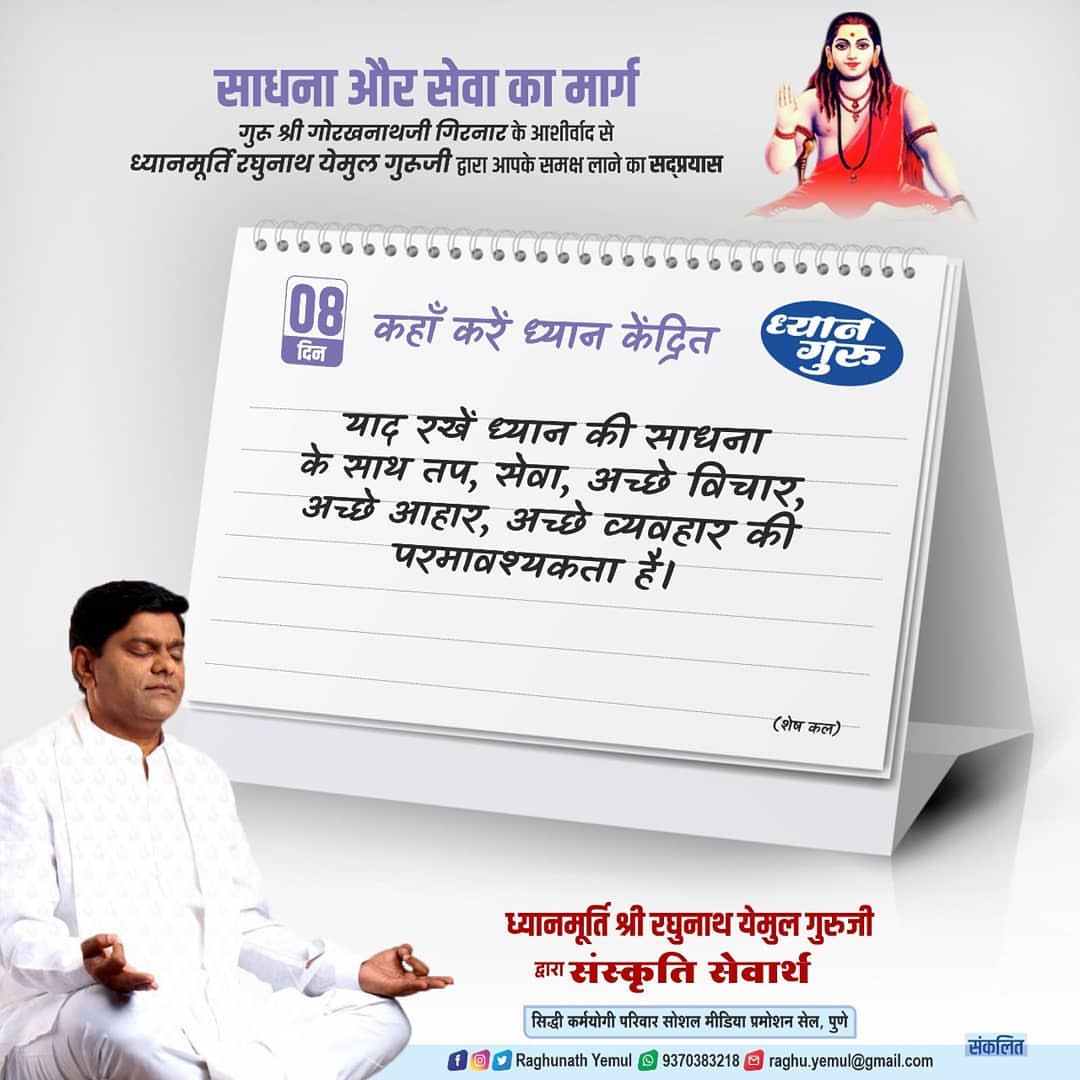 साधना और सेवा का मार्ग
गुरू श्री गोरखनाथजी गिरनार के आशीर्वाद से
ध्यानमूर्ति रघुनाथ येमुल गुरूजी द्वारा आपके समक्ष लाने का सद्प्रयास
08
दिन
कहाँ करें ध्यान केंद्रित
ध्यान
गुरू
याद रखें ध्यान की साधना
के साथ तप, सेवा, अच्छे विचार,
अच्छे आहार, अच्छे व्यवहार की
परमावश्यकता है।
(शेष कल)
ध्यानमूर्ति श्री रघुनाथ येमुल गुरुजी
द्वारा संस्कृति सेवार्थ
सिद्धी कर्मयोगी परिवार सोशल मीडिया प्रमोशन सेल, पुणे
Raghunath Yemul 9370383218 raghu.yemul@gmail.com
संकलित